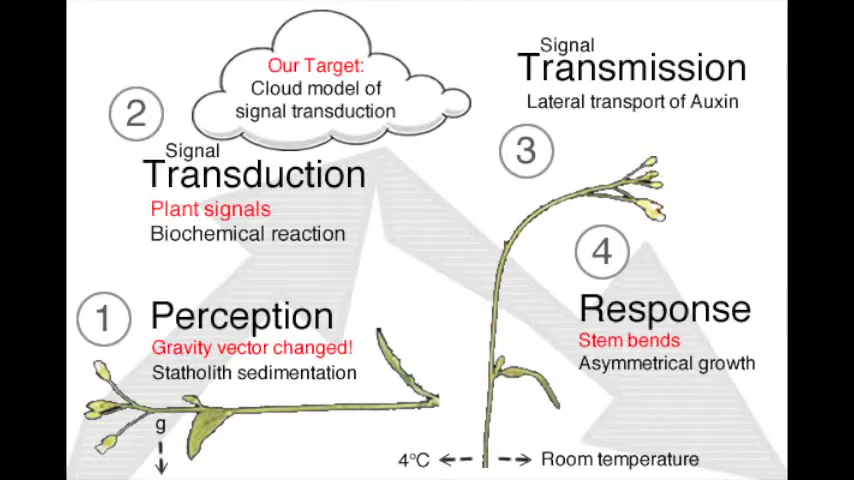 1
Perception
Gravity vector changed!
Statholith sedimentation
g
2
Our Target:
Cloud model of
signal transduction
Signal
Transduction
Plant signals
Biochemical reaction
Signal
Transmission
Lateral transport of Auxin
3
4
Response
Stem bends
Asymmetrical growth
4°C
Room temperature